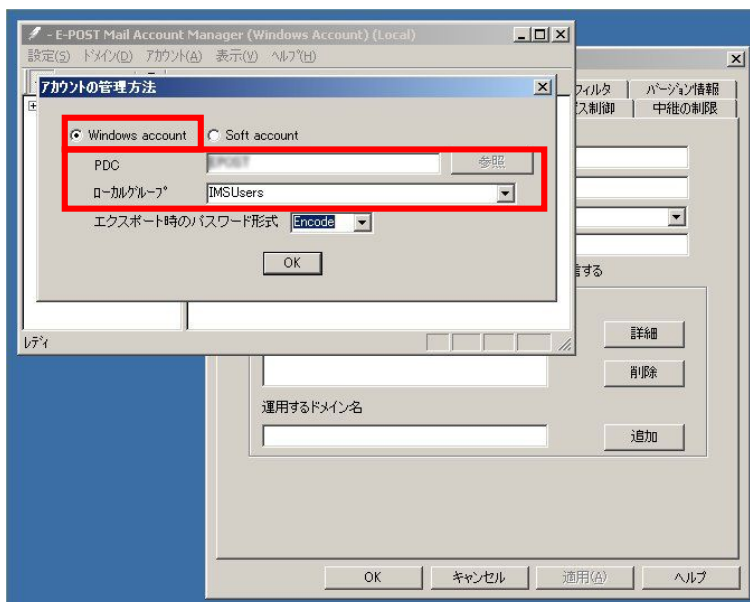 - E-POST Mail Account Manager (Windows Account) (Local)
設定(S) ドメイン(D) アカウント(A) 表示(V) ヘルプ(H)
アカウントの管理方法
Windows account Soft account
PDC 参照
ローカルグループ IMSUsers
エクスポート時のパスワード形式 Encode
OK
レディ
フィルタ バージョン情報
ス制御 中継の制限
する
詳細
削除
運用するドメイン名
追加
OK キャンセル 適用(A) ヘルプ